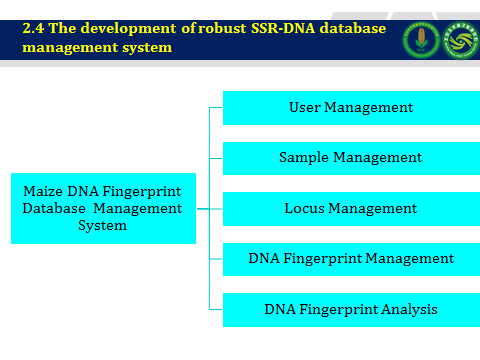 2.4 The development of robust SSR-DNA database
management system
User Management
Sample Management
Maize DNA Fingerprint
Database Management
System
Locus Management
DNA Fingerprint Management
DNA Fingerprint Analysis